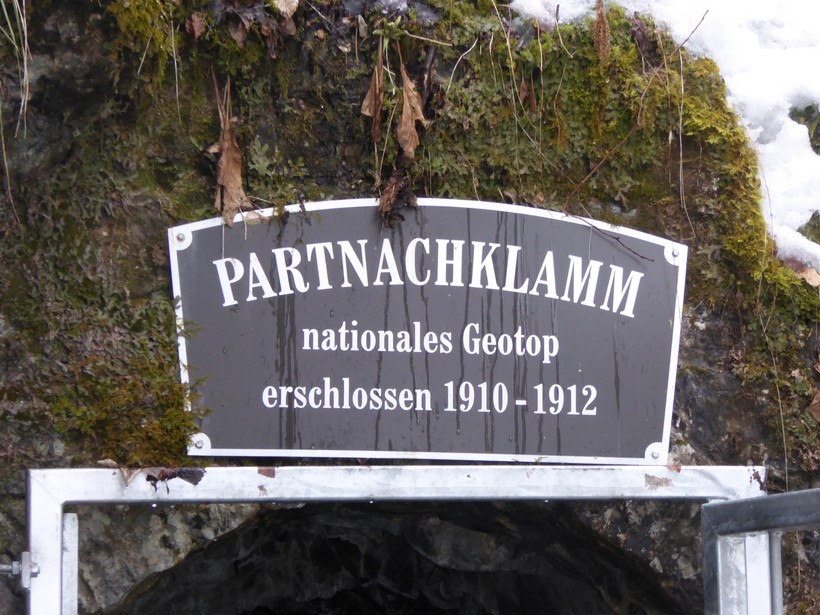 PARTNACHKLAMM
nationales Geotop
erschlossen 1910-1912